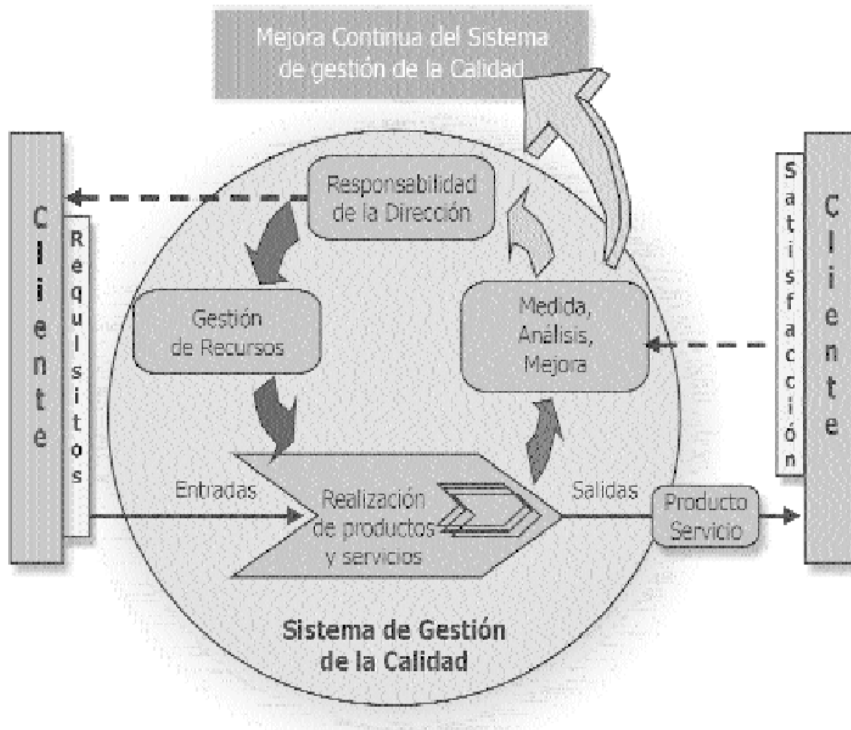 Mejora Continua del Sistema
de gestión de la Calidad
Cliente
Requisitos
Responsabilidad
de la Dirección
Gestión
de Recursos
Medida,
Análisis,
Mejora
Satisfacción
Cliente
Entradas
Realización
de productos
y servicios
Salidas
Producto
Servicio
Sistema de Gestión
de la Calidad